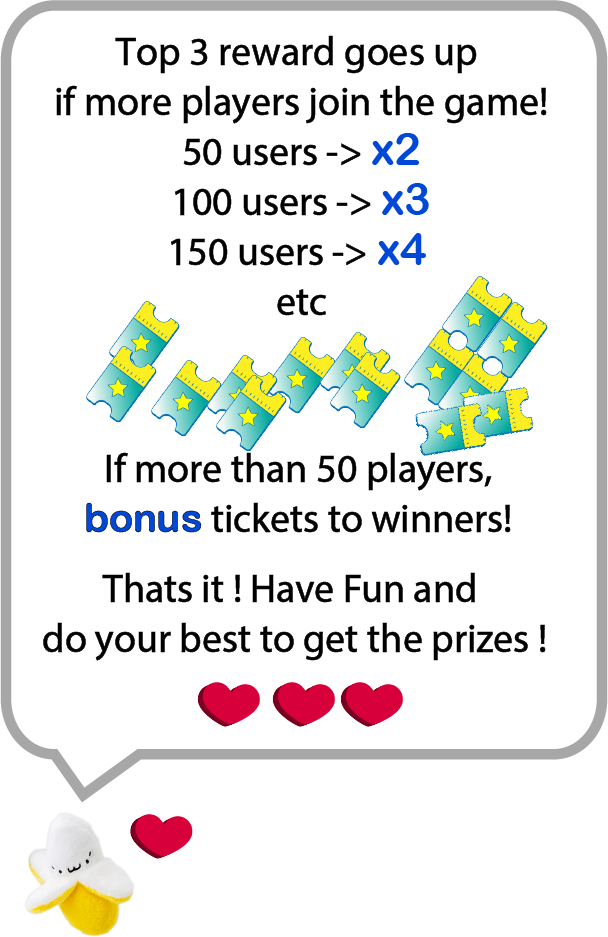 Top 3 reward goes up
if more players join the game!
50 users -> x2
100 users -> x3
150 users -> x4
etc
If more than 50 players,
bonus tickets to winners!
Thats it ! Have Fun and
do your best to get the prizes !